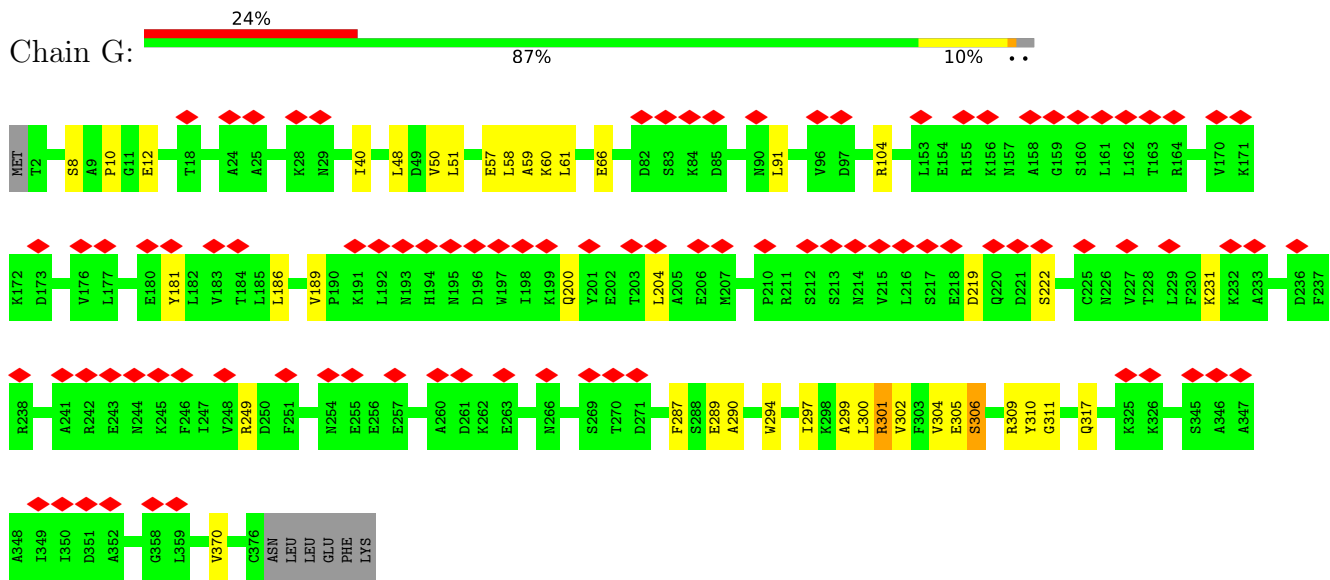 24%
Chain G:
87% 10% • •
MET T2 S8 A9 P10 G11 E12 T18 A24 A25 K28 N29 I40 L48 D49 V50 L51 E57 L58 A59 K60 L61 E66 D82 S83 K84 D85 N90 L91 V96 D97 R104 L153 E154 R155 K156 N157 A158 G159 S160 L161 L162 T163 R164 V170 K171
K172 D173 V176 L177 E180 Y181 L182 V183 T184 L185 L186 V189 P190 K191 L192 N193 H194 N195 D196 W197 I198 K199 Q200 Y201 E202 T203 L204 A205 E206 M207 P210 R211 S212 S213 N214 V215 L216 S217 E218 D219 Q220 D221 S222 C225 N226 V227 T228 L229 F230 K231 K232 A233 D236 F237
R238 A241 R242 E243 N244 K245 F246 I247 V248 R249 D250 F251 N254 E255 E256 E257 A260 D261 K262 E263 N266 S269 T270 D271 F287 S288 E289 A290 W294 I297 K298 A299 L300 R301 V302 F303 V304 E305 S306 R309 Y310 G311 Q317 K325 K326 S345 A346 A347
A348 I349 I350 D351 A352 G358 L359 V370 C376 ASN LEU LEU GLU PHE LYS